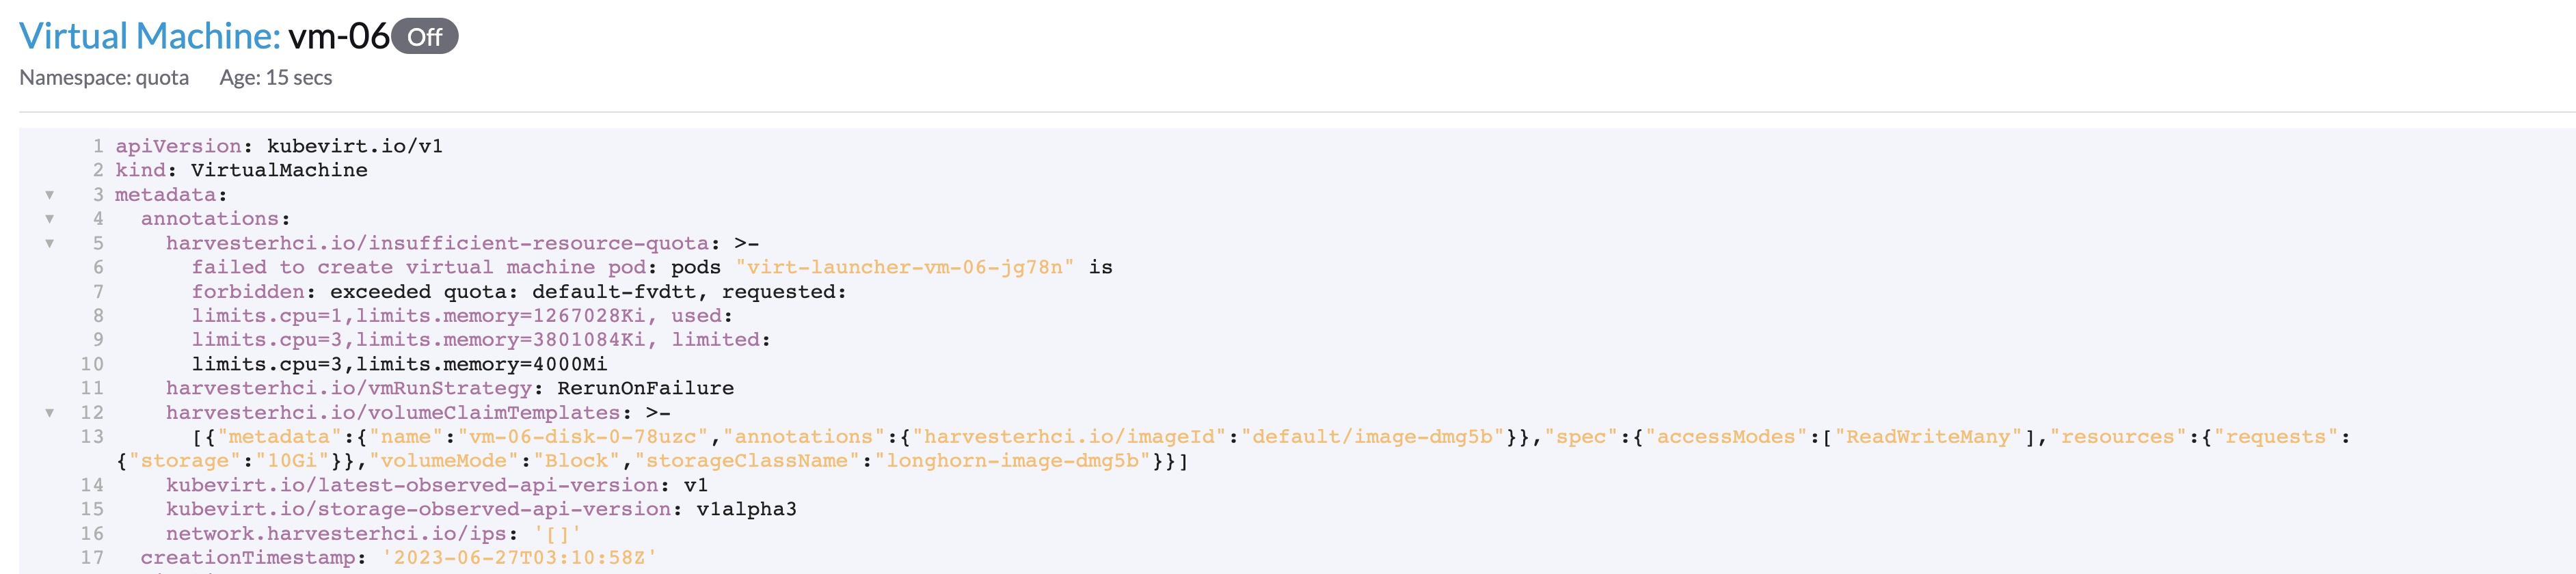 Virtual Machine: vm-06 Off
Namespace: quota Age: 15 secs
1 apiVersion: kubevirt.io/v1
2 kind: VirtualMachine
3 metadata:
4 annotations:
5 harvesterhci.io/insufficient-resource-quota: >-
6 failed to create virtual machine pod: pods "virt-launcher-vm-06-jg78n" is
7 forbidden: exceeded quota: default-fvdtt, requested:
8 limits.cpu=1,limits.memory=1267028Ki, used:
9 limits.cpu=3,limits.memory=3801084Ki, limited:
10 limits.cpu=3,limits.memory=4000Mi
11 harvesterhci.io/vmRunStrategy: RerunOnFailure
12 harvesterhci.io/volumeClaimTemplates: >-
13 [{"metadata":{"name":"vm-06-disk-0-78uzc","annotations":{"harvesterhci.io/imageId":"default/image-dmg5b"}},"spec":{"accessModes":["ReadWriteMany"],"resources":{"requests":
{"storage":"10Gi"}},"volumeMode":"Block","storageClassName":"longhorn-image-dmg5b"}}]
14 kubevirt.io/latest-observed-api-version: v1
15 kubevirt.io/storage-observed-api-version: v1alpha3
16 network.harvesterhci.io/ips: '[]'
17 creationTimestamp: '2023-06-27T03:10:58Z'